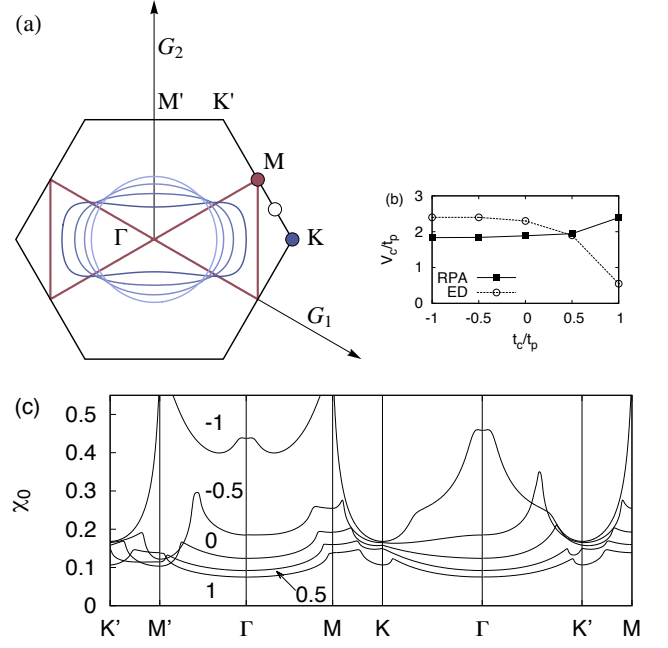 (a)
G2
M' K'
M
Γ
K
G1
(b)
3
2
1
0
Vc/tp
RPA
ED
-1 -0.5 0 0.5 1
tc/tp
(c)
0.5
0.4
0.3
0.2
0.1
0
χ0
-1
-0.5
0
0.5
1
K' M' Γ M K Γ K' M